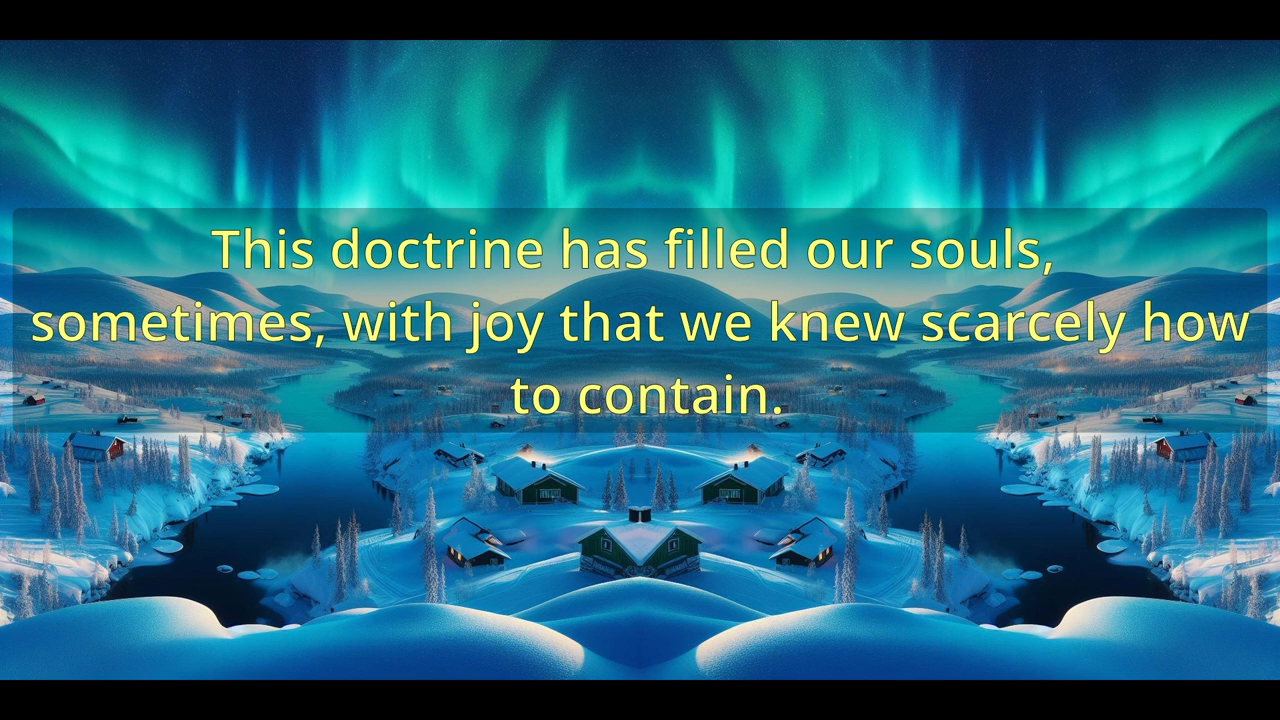 This doctrine has filled our souls,
sometimes, with joy that we knew scarcely how
to contain.